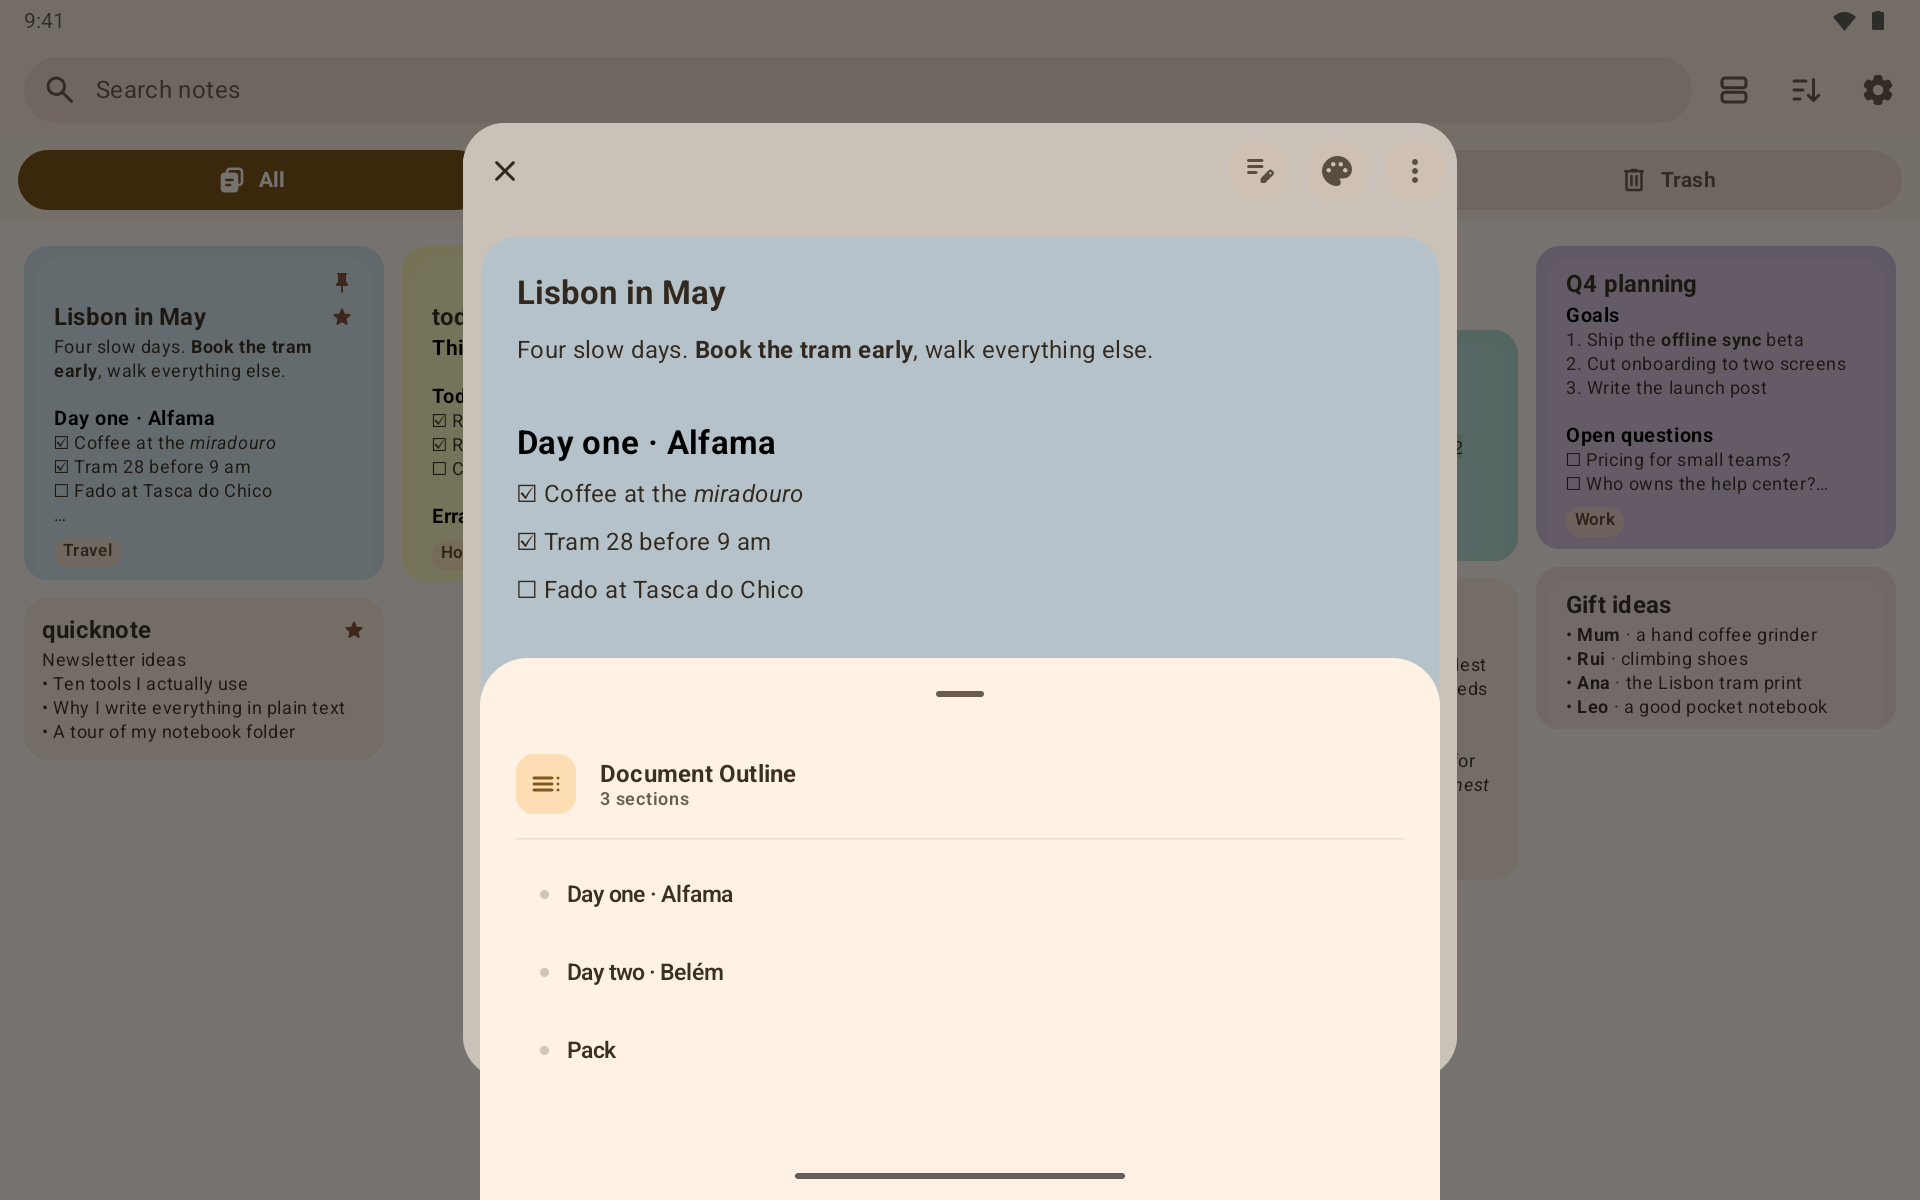 9:41
Search notes
All
Trash
Lisbon in May
Four slow days. Book the tram
early, walk everything else.
Day one · Alfama
☑ Coffee at the miradouro
☑ Tram 28 before 9 am
☐ Fado at Tasca do Chico
…
Travel
quicknote
Newsletter ideas
• Ten tools I actually use
• Why I write everything in plain text
• A tour of my notebook folder
Lisbon in May
Four slow days. Book the tram early, walk everything else.
Day one · Alfama
☑ Coffee at the miradouro
☑ Tram 28 before 9 am
☐ Fado at Tasca do Chico
Document Outline
3 sections
Day one · Alfama
Day two · Belém
Pack
Q4 planning
Goals
1. Ship the offline sync beta
2. Cut onboarding to two screens
3. Write the launch post
Open questions
☐ Pricing for small teams?
☐ Who owns the help center?…
Work
Gift ideas
• Mum · a hand coffee grinder
• Rui · climbing shoes
• Ana · the Lisbon tram print
• Leo · a good pocket notebook